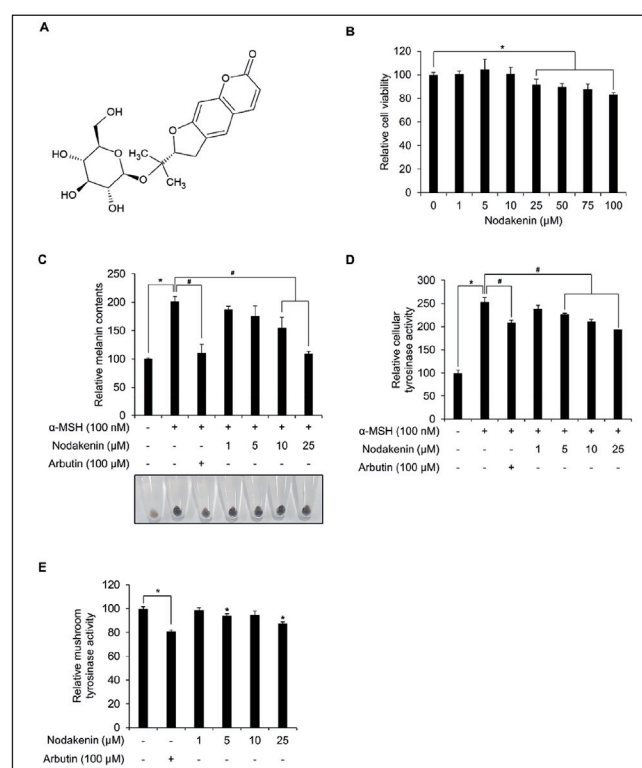 A
O
O
OH
H₃C
HO
O
O
CH₃
HO
OH
OH
B
Relative cell viability
120
100
80
60
40
20
0
*
0 1 5 10 25 50 75 100
Nodakenin (µM)
C
Relative melanin contents
250
200
150
100
50
0
* # #
α-MSH (100 nM) - + + + + + +
Nodakenin (µM) - - - 1 5 10 25
Arbutin (100 µM) - - + - - - -
D
Relative cellular
tyrosinase activity
300
250
200
150
100
50
0
* # #
α-MSH (100 nM) - + + + + + +
Nodakenin (µM) - - - 1 5 10 25
Arbutin (100 µM) - - + - - - -
E
Relative mushroom
tyrosinase activity
120
100
80
60
40
20
0
* * *
Nodakenin (µM) - - 1 5 10 25
Arbutin (100 µM) - + - - - -